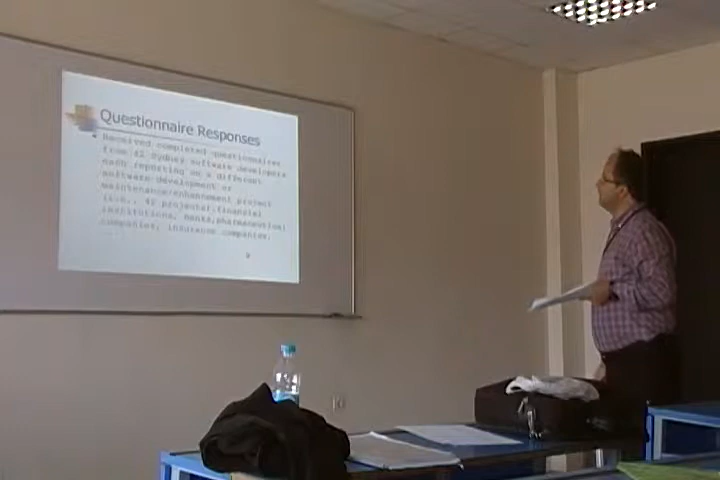 Questionnaire Responses
Received completed questionnaires
from 42 Sydney software developers
each reporting on a different
software development or
maintenance/enhancement project
(i.e., 42 projects).financial
institutions, banks,pharmaceutical
companies, insurance companies.